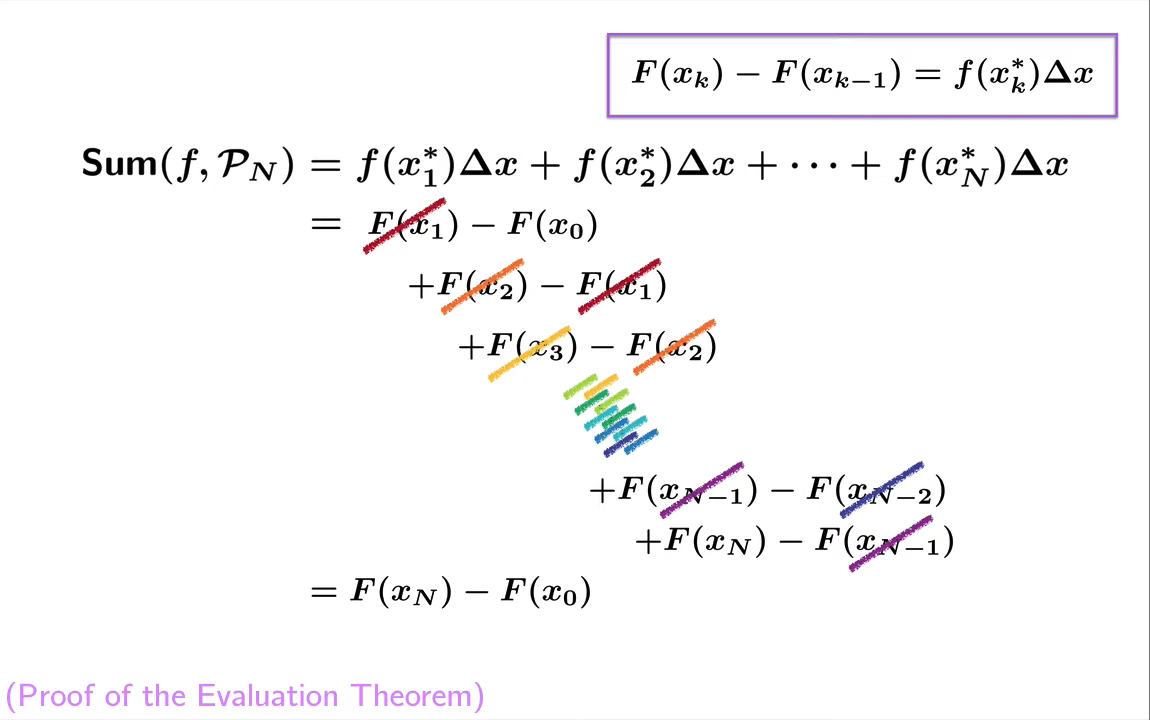 F(x_k) − F(x_{k−1}) = f(x_k^*)Δx
Sum(f, 𝒫_N) = f(x_1^*)Δx + f(x_2^*)Δx + ⋯ + f(x_N^*)Δx
= F(x_1) − F(x_0)
+F(x_2) − F(x_1)
+F(x_3) − F(x_2)
+F(x_{N−1}) − F(x_{N−2})
+F(x_N) − F(x_{N−1})
= F(x_N) − F(x_0)
(Proof of the Evaluation Theorem)